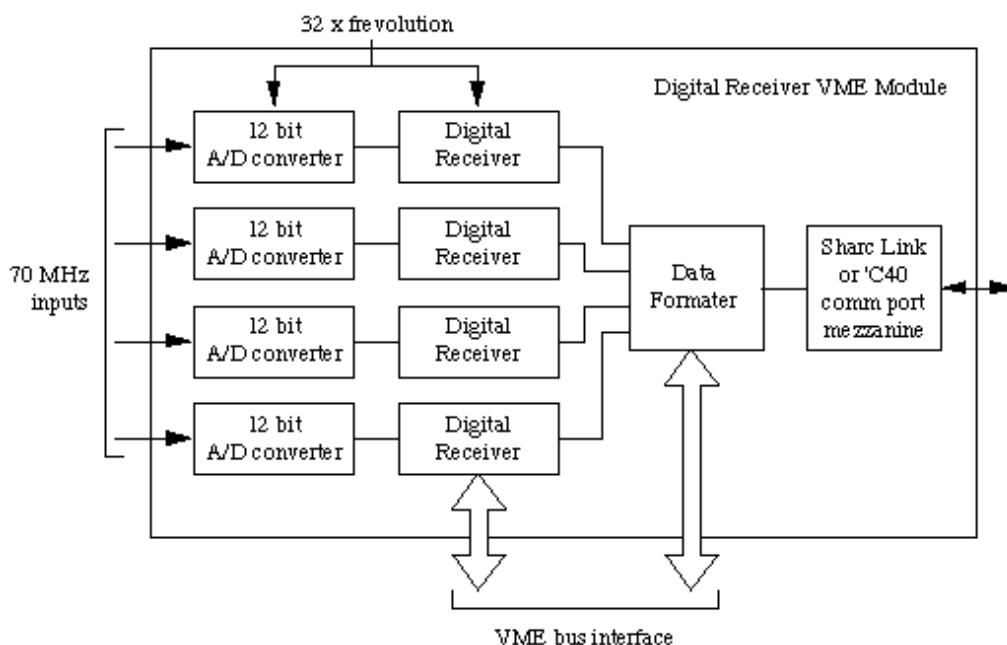 32 x frevolution
Digital Receiver VME Module
12 bit
A/D converter
Digital
Receiver
12 bit
A/D converter
Digital
Receiver
70 MHz
inputs
Data
Formater
Sharc Link
or 'C40
comm port
mezzanine
12 bit
A/D converter
Digital
Receiver
12 bit
A/D converter
Digital
Receiver
VME bus interface